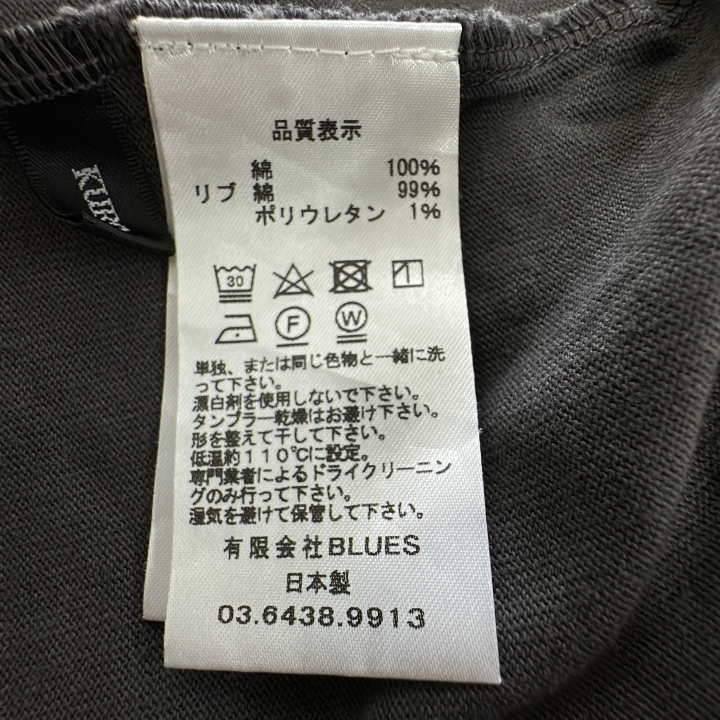 品質表示
綿 100%
リブ 綿 99%
ポリウレタン 1%
30
F
W
単独、または同じ色物と一緒に洗
って下さい。
漂白剤を使用しないで下さい。
タンブラー乾燥はお避け下さい。
形を整えて干して下さい。
低温約110℃に設定。
専門業者によるドライクリーニン
グのみ行って下さい。
湿気を避けて保管して下さい。
有限会社BLUES
日本製
03.6438.9913